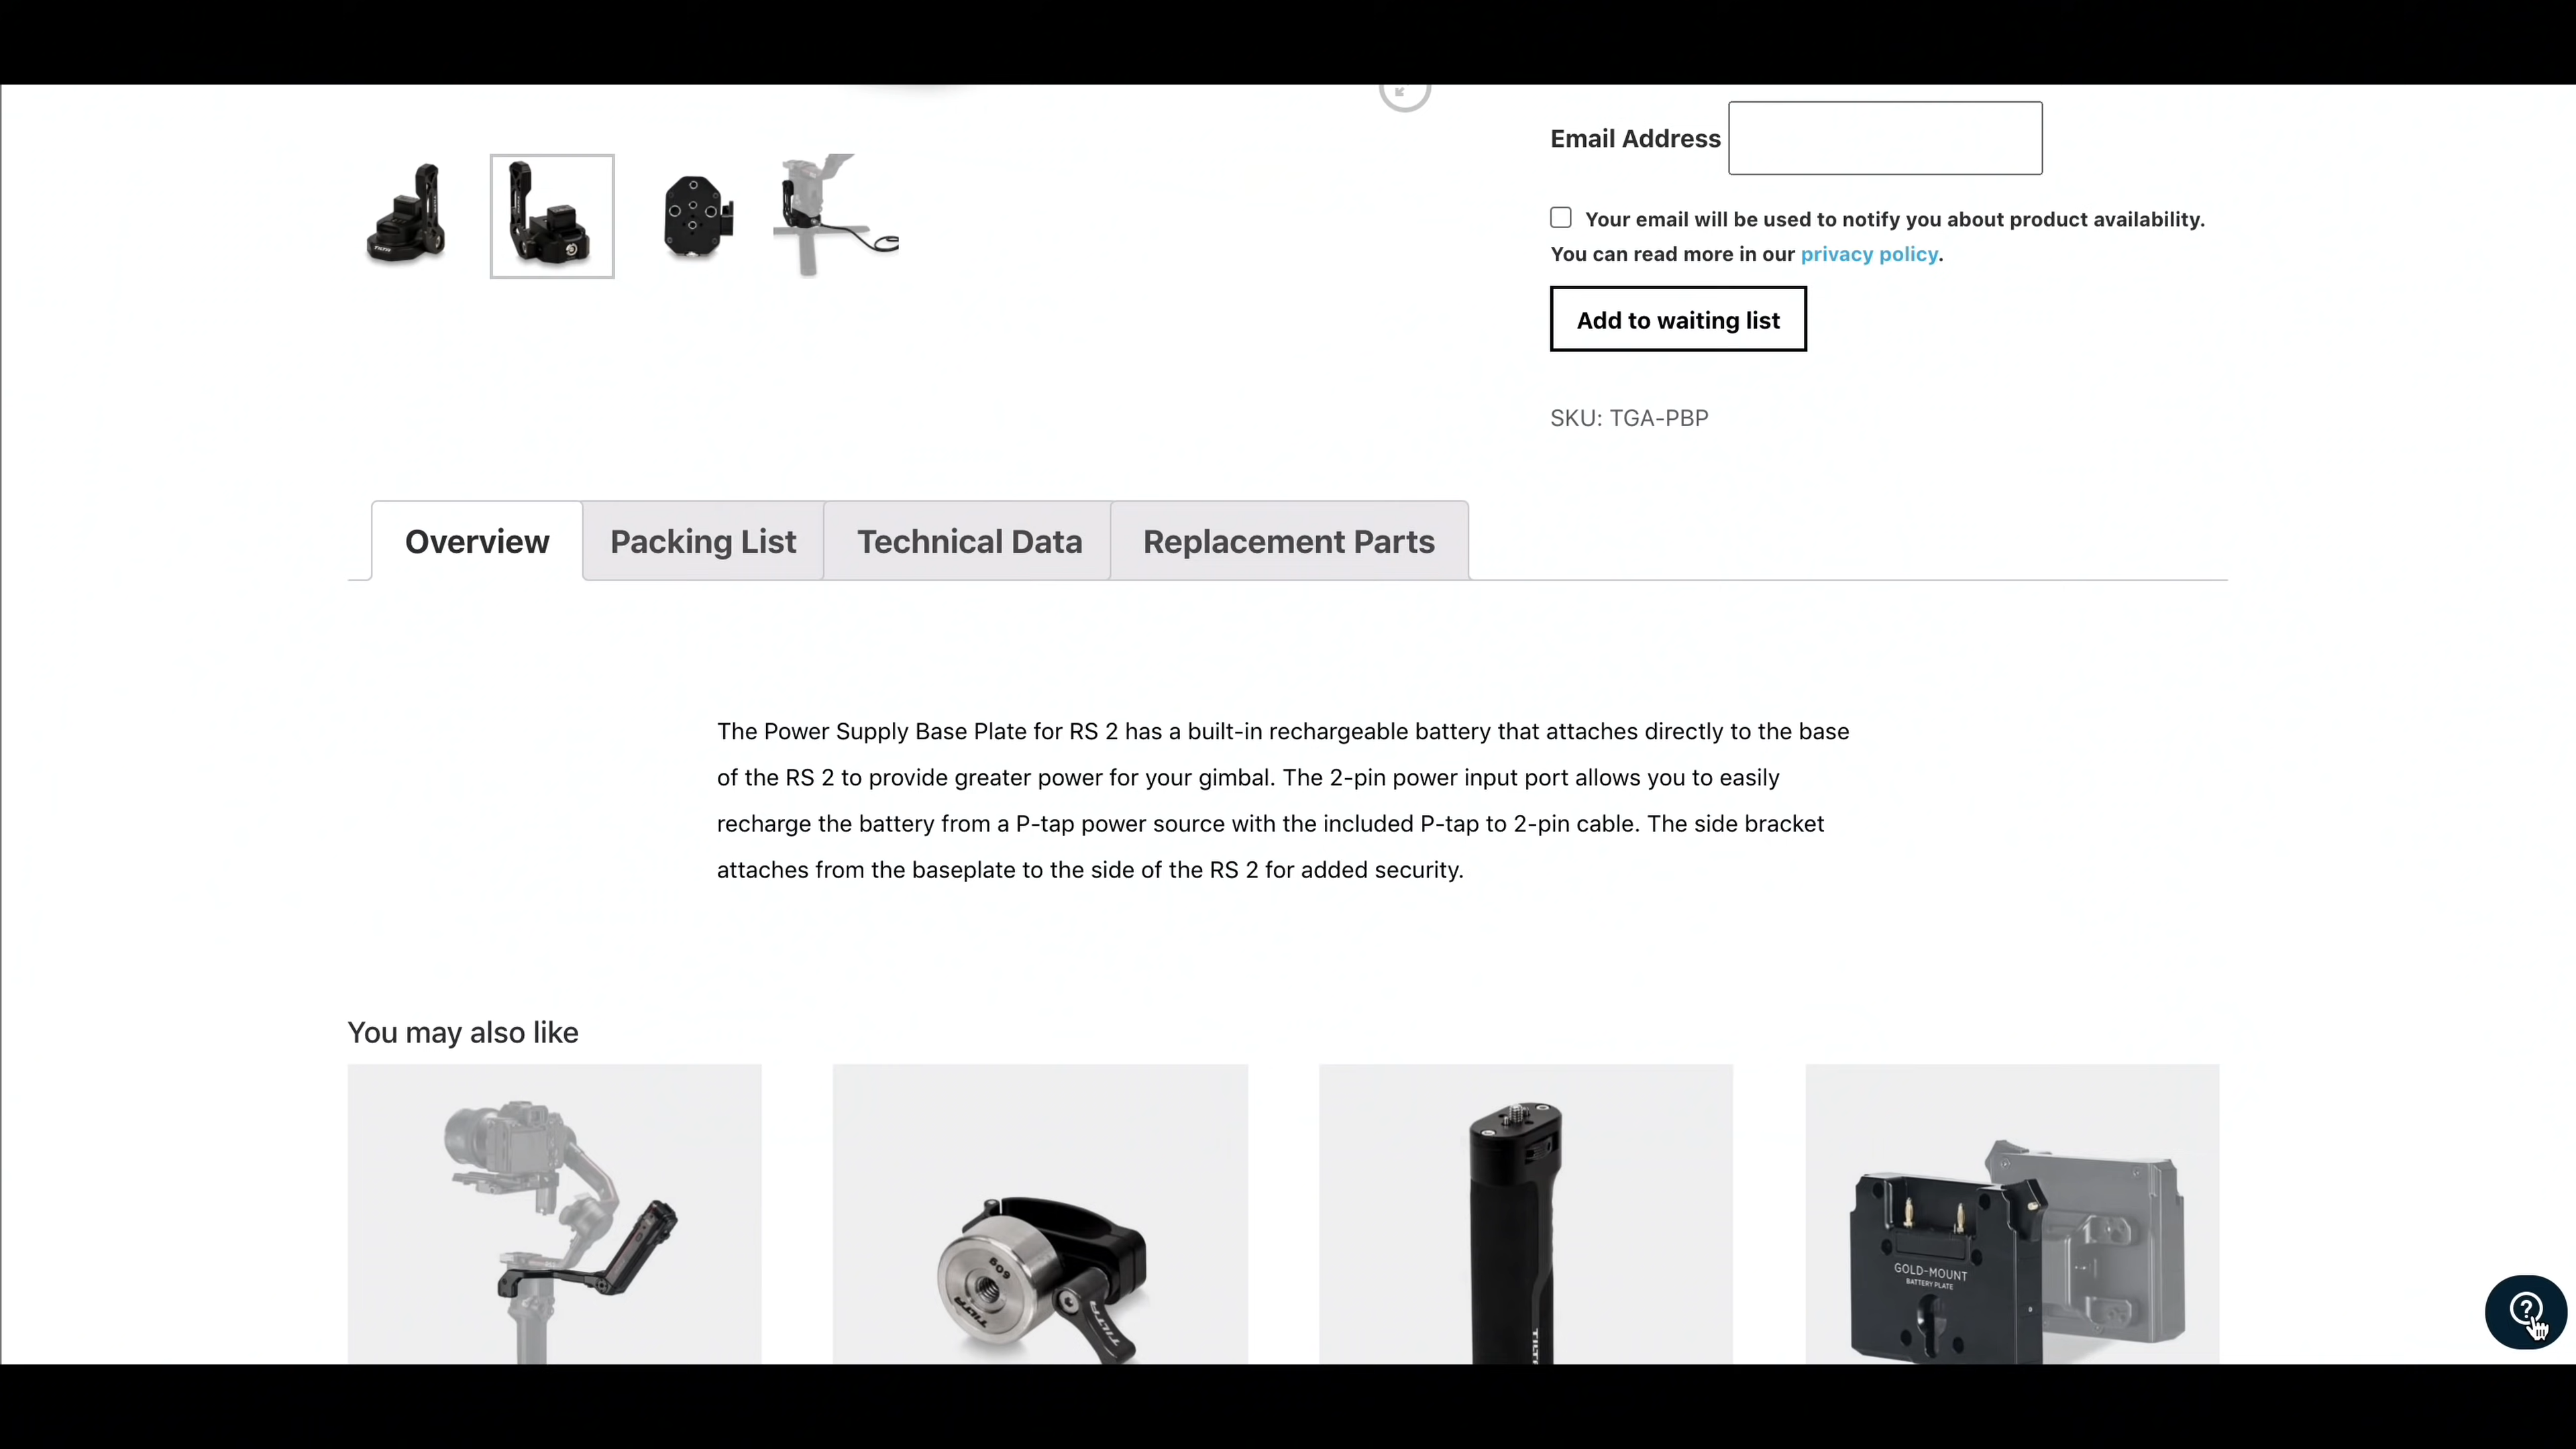 Email Address
Your email will be used to notify you about product availability.
You can read more in our privacy policy.
Add to waiting list
SKU: TGA-PBP
Overview
Packing List
Technical Data
Replacement Parts
The Power Supply Base Plate for RS 2 has a built-in rechargeable battery that attaches directly to the base
of the RS 2 to provide greater power for your gimbal. The 2-pin power input port allows you to easily
recharge the battery from a P-tap power source with the included P-tap to 2-pin cable. The side bracket
attaches from the baseplate to the side of the RS 2 for added security.
You may also like
60g
TILTA
TILTA
TILTA
GOLD-MOUNT
BATTERY PLATE
?